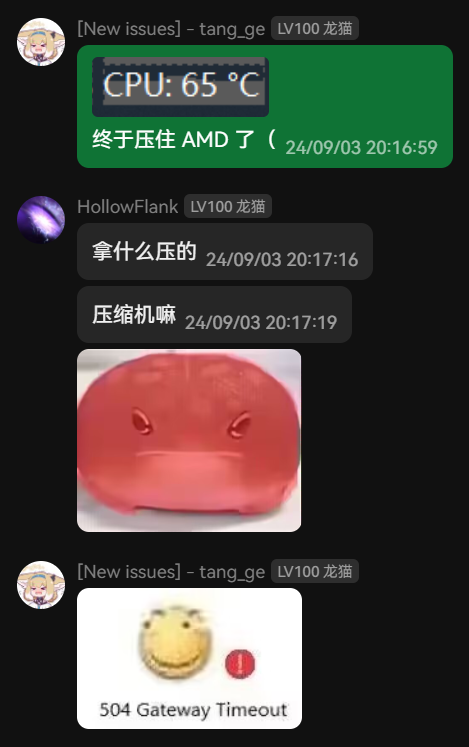 [New issues] - tang_ge LV100 龙猫
CPU: 65 °C
终于压住 AMD 了（ 24/09/03 20:16:59
HollowFlank LV100 龙猫
拿什么压的 24/09/03 20:17:16
压缩机嘛 24/09/03 20:17:19
[New issues] - tang_ge LV100 龙猫
504 Gateway Timeout